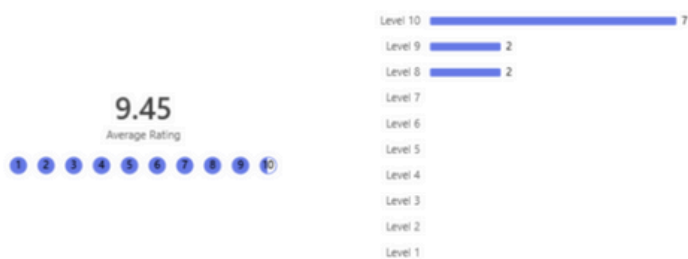 9.45
Average Rating
1 2 3 4 5 6 7 8 9 10
Level 10 7
Level 9 2
Level 8 2
Level 7
Level 6
Level 5
Level 4
Level 3
Level 2
Level 1